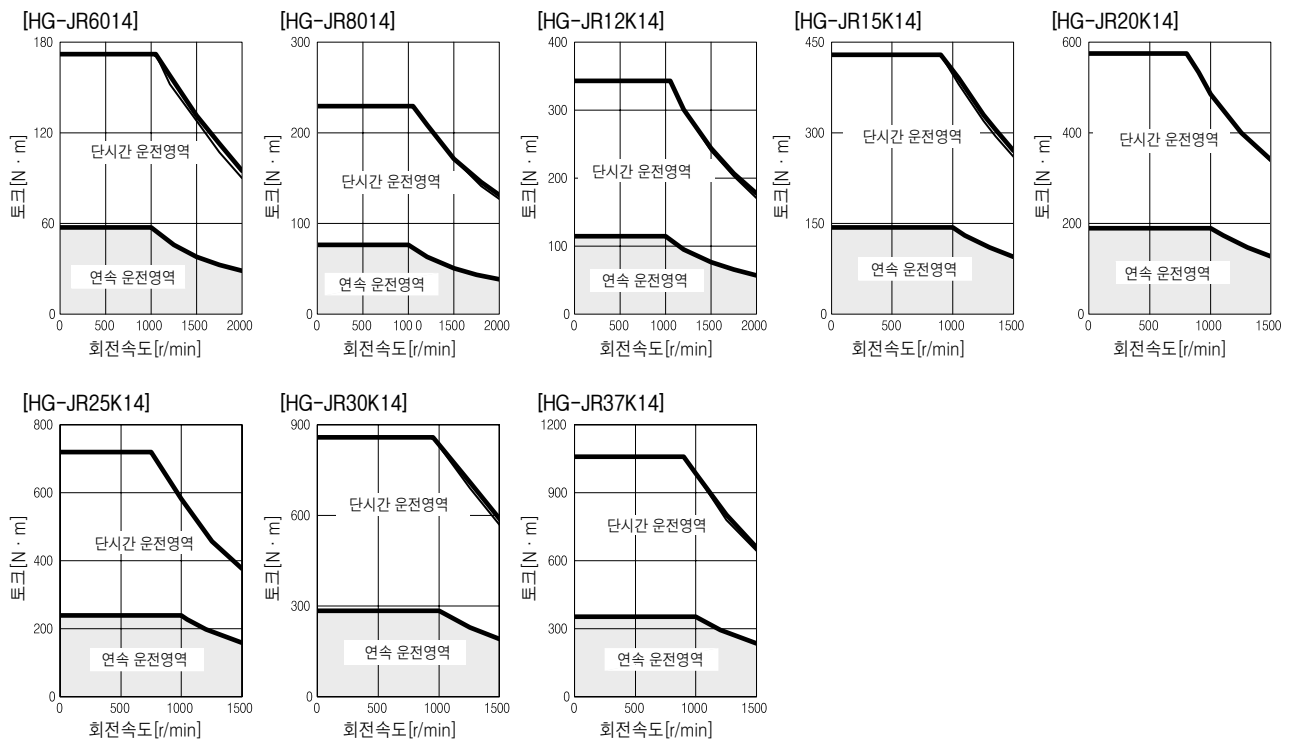 [HG-JR6014]
180
120
60
0
토크[N · m]
단시간 운전영역
연속 운전영역
0 500 1000 1500 2000
회전속도[r/min]
[HG-JR8014]
300
200
100
0
토크[N · m]
단시간 운전영역
연속 운전영역
0 500 1000 1500 2000
회전속도[r/min]
[HG-JR12K14]
400
300
200
100
0
토크[N · m]
단시간 운전영역
연속 운전영역
0 500 1000 1500 2000
회전속도[r/min]
[HG-JR15K14]
450
300
150
0
토크[N · m]
단시간 운전영역
연속 운전영역
0 500 1000 1500
회전속도[r/min]
[HG-JR20K14]
600
400
200
0
토크[N · m]
단시간 운전영역
연속 운전영역
0 500 1000 1500
회전속도[r/min]
[HG-JR25K14]
800
600
400
200
0
토크[N · m]
단시간 운전영역
연속 운전영역
0 500 1000 1500
회전속도[r/min]
[HG-JR30K14]
900
600
300
0
토크[N · m]
단시간 운전영역
연속 운전영역
0 500 1000 1500
회전속도[r/min]
[HG-JR37K14]
1200
900
600
300
0
토크[N · m]
단시간 운전영역
연속 운전영역
0 500 1000 1500
회전속도[r/min]